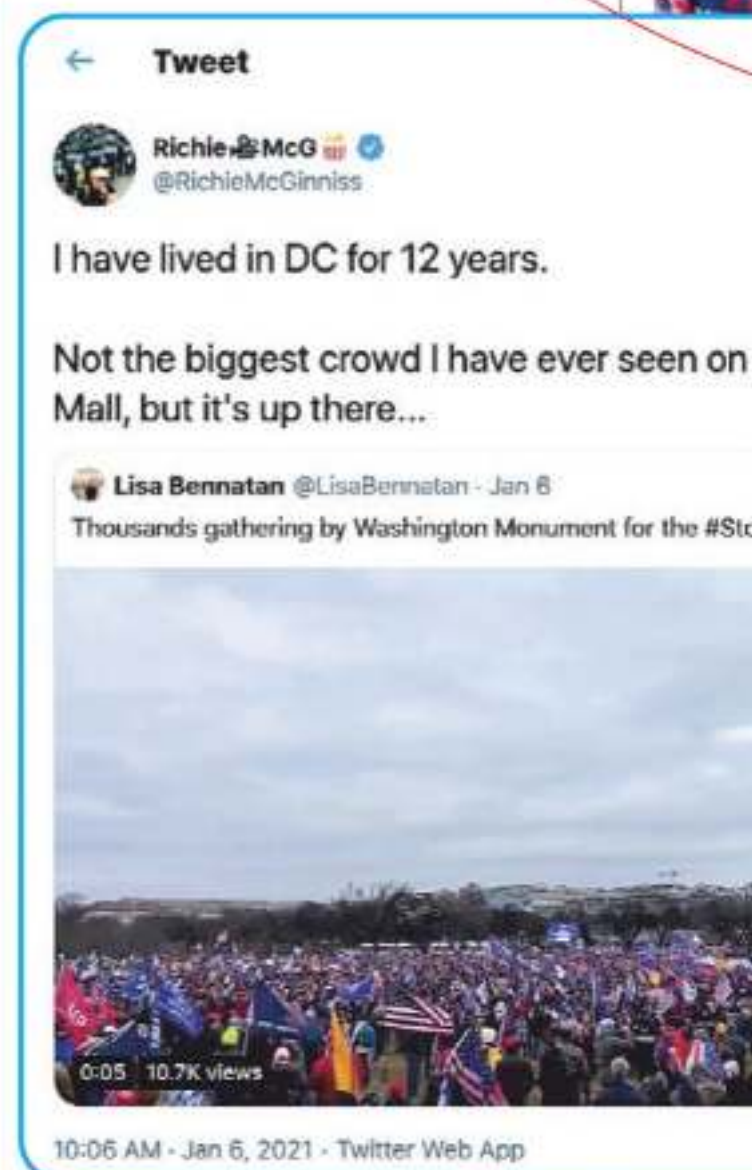 Tweet
Richie McG
@RichieMcGinniss
I have lived in DC for 12 years.
Not the biggest crowd I have ever seen on
Mall, but it's up there...
Lisa Bennatan @LisaBennatan · Jan 6
Thousands gathering by Washington Monument for the #Sto
0:05 10.7K views
10:06 AM · Jan 6, 2021 · Twitter Web App